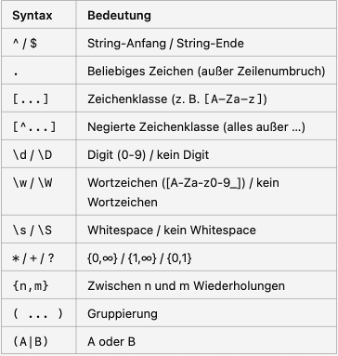 Syntax Bedeutung
^ / $ String-Anfang / String-Ende
. Beliebiges Zeichen (außer Zeilenumbruch)
[...] Zeichenklasse (z. B. [A-Za-z])
[^...] Negierte Zeichenklasse (alles außer …)
\d / \D Digit (0-9) / kein Digit
\w / \W Wortzeichen ([A-Za-z0-9_]) / kein
Wortzeichen
\s / \S Whitespace / kein Whitespace
* / + / ? {0,∞} / {1,∞} / {0,1}
{n,m} Zwischen n und m Wiederholungen
( ... ) Gruppierung
(A|B) A oder B